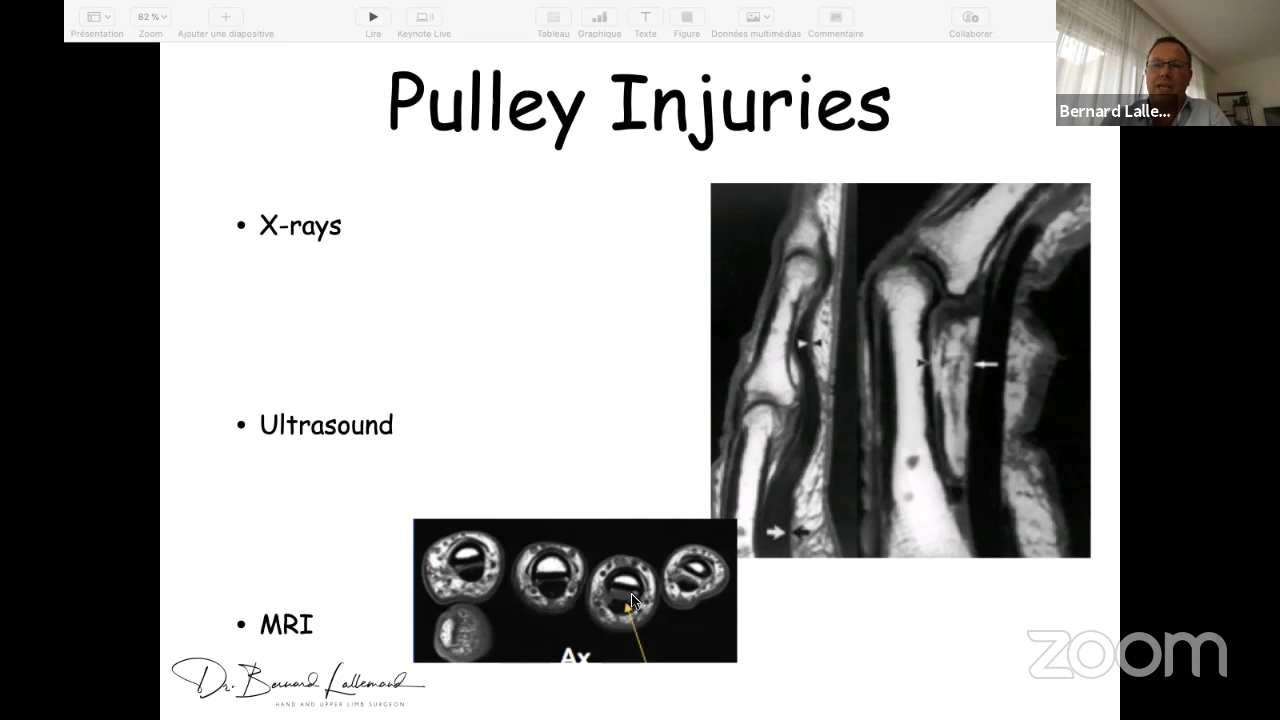 Présentation
82 %
Zoom
Ajouter une diapositive
Lire
Keynote Live
Tableau
Graphique
Texte
Figure
Données multimédias
Commentaire
Collaborer
Bernard Lalle...
Pulley Injuries
• X-rays
• Ultrasound
• MRI
Ax
Dr. Bernard Lallemand
HAND AND UPPER LIMB SURGEON
zoom